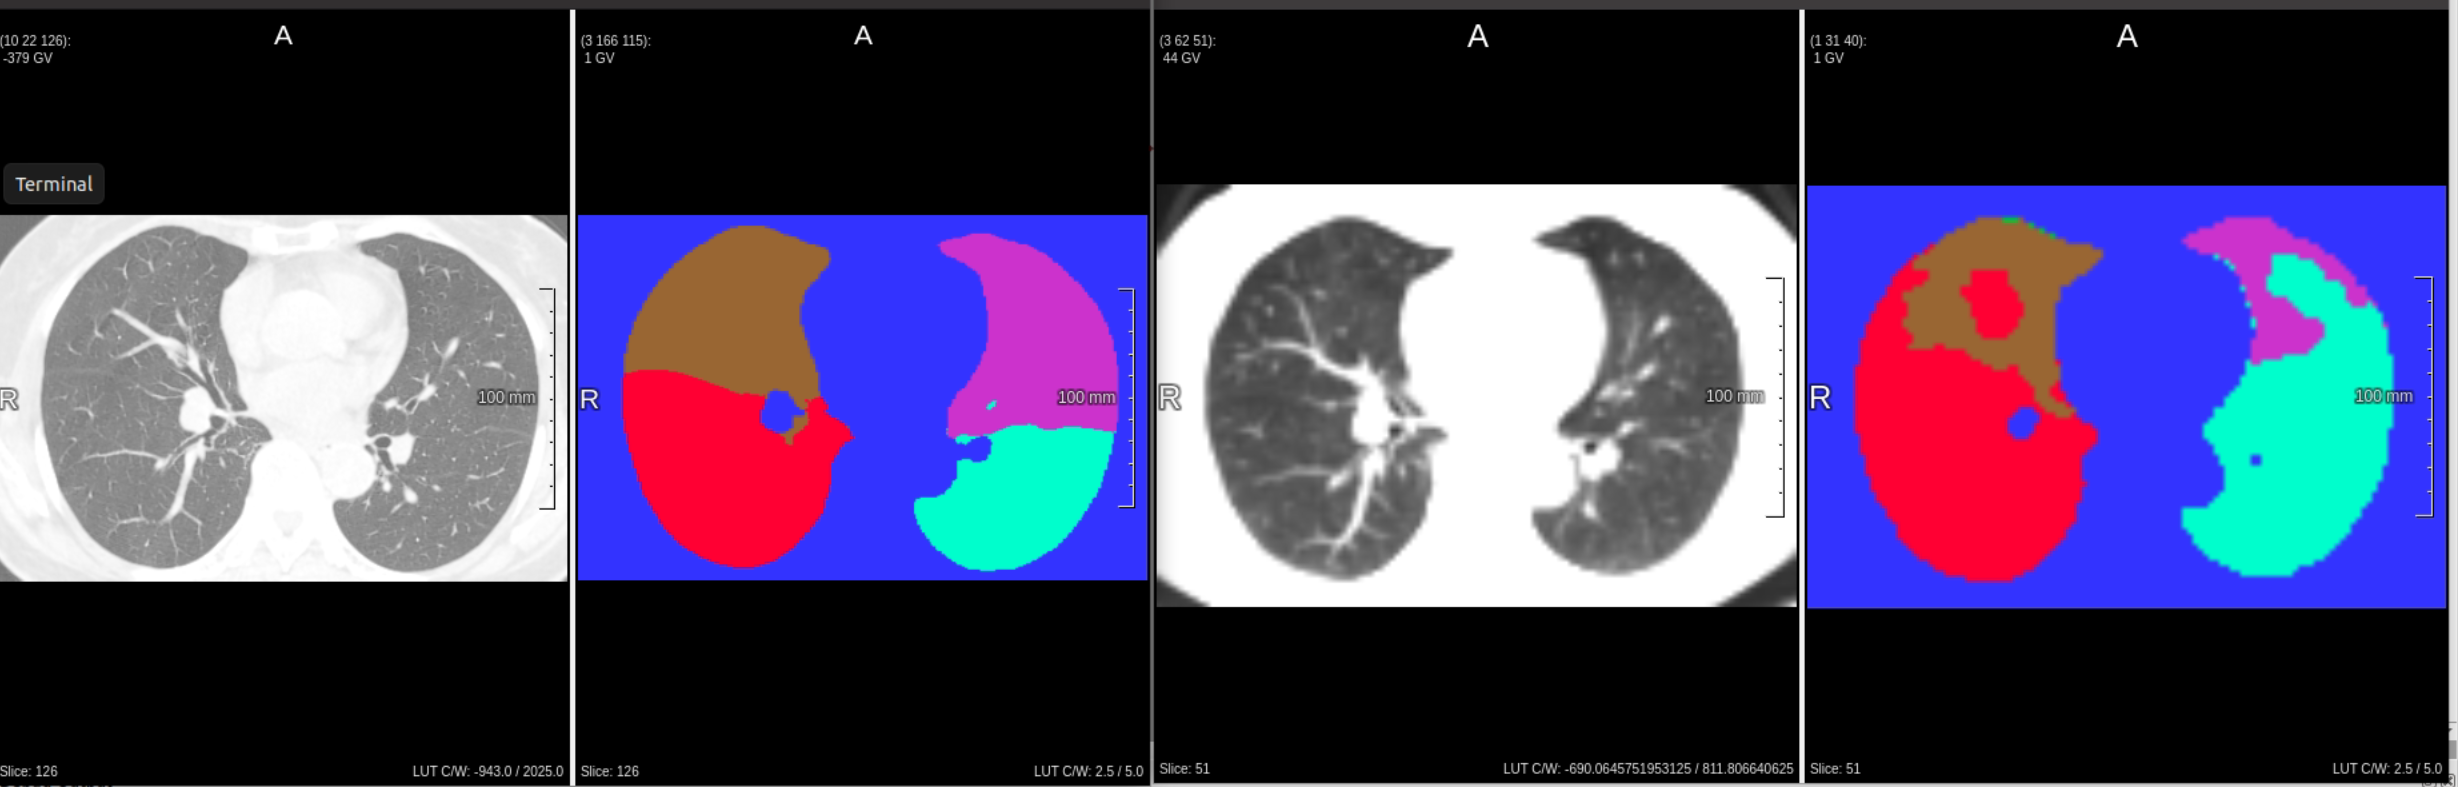 (10 22 126):
-379 GV
A
Terminal
R
100 mm
Slice: 126
LUT C/W: -943.0 / 2025.0
(3 166 115):
1 GV
A
R
100 mm
Slice: 126
LUT C/W: 2.5 / 5.0
(3 62 51):
44 GV
A
R
100 mm
Slice: 51
LUT C/W: -690.0645751953125 / 811.806640625
(1 31 40):
1 GV
A
R
100 mm
Slice: 51
LUT C/W: 2.5 / 5.0